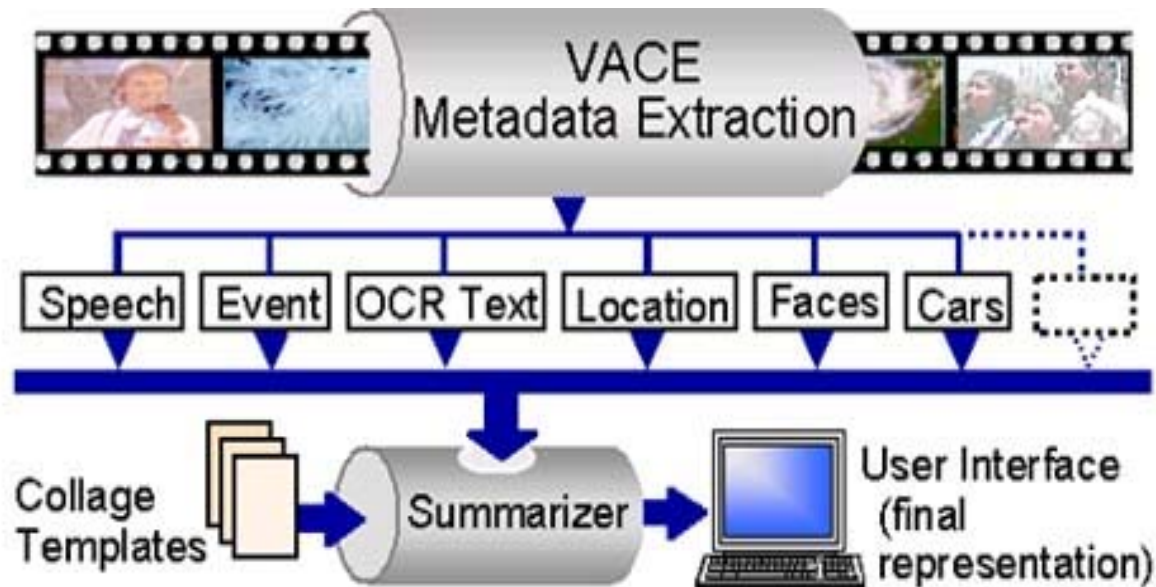 VACE
Metadata Extraction
Speech
Event
OCR Text
Location
Faces
Cars
Collage
Templates
Summarizer
User Interface
(final
representation)